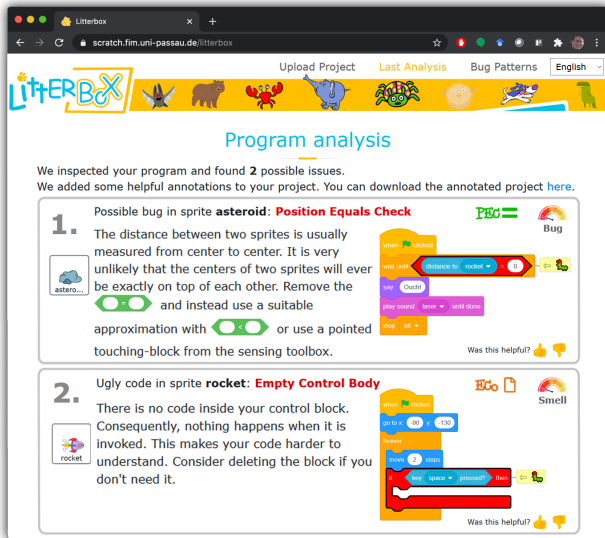 Litterbox
scratch.fim.uni-passau.de/litterbox
Upload Project Last Analysis Bug Patterns English
LiTTERBOX
Program analysis
We inspected your program and found 2 possible issues.
We added some helpful annotations to your project. You can download the annotated project here.
1. Possible bug in sprite asteroid: Position Equals Check
PEC
Bug
The distance between two sprites is usually
measured from center to center. It is very
unlikely that the centers of two sprites will ever
be exactly on top of each other. Remove the
=
and instead use a suitable
approximation with < or use a pointed
touching-block from the sensing toolbox.
astero...
when clicked
wait until distance to rocket = 0
say Ouch!
play sound laser until done
stop all
Was this helpful?
2. Ugly code in sprite rocket: Empty Control Body
ECo
Smell
There is no code inside your control block.
Consequently, nothing happens when it is
invoked. This makes your code harder to
understand. Consider deleting the block if you
don't need it.
rocket
when clicked
go to x: -90 y: -130
forever
move 2 steps
if key space pressed? then
Was this helpful?